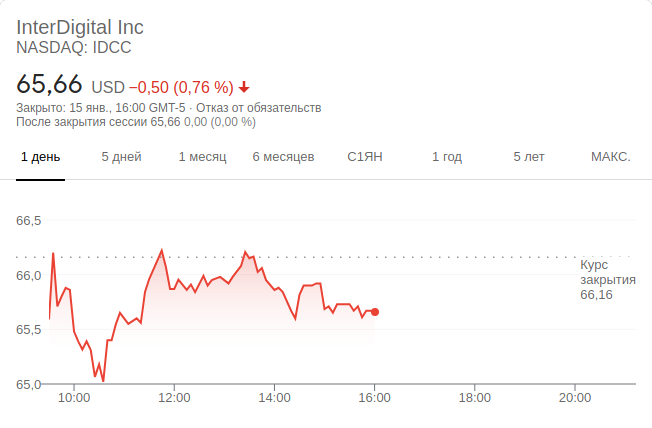 InterDigital Inc
NASDAQ: IDCC
65,66 USD −0,50 (0,76 %)
Закрыто: 15 янв., 16:00 GMT-5 · Отказ от обязательств
После закрытия сессии 65,66 0,00 (0,00 %)
1 день 5 дней 1 месяц 6 месяцев С1ЯН 1 год 5 лет МАКС.
66,5
66,0
65,5
65,0
Курс
закрытия
66,16
10:00 12:00 14:00 16:00 18:00 20:00